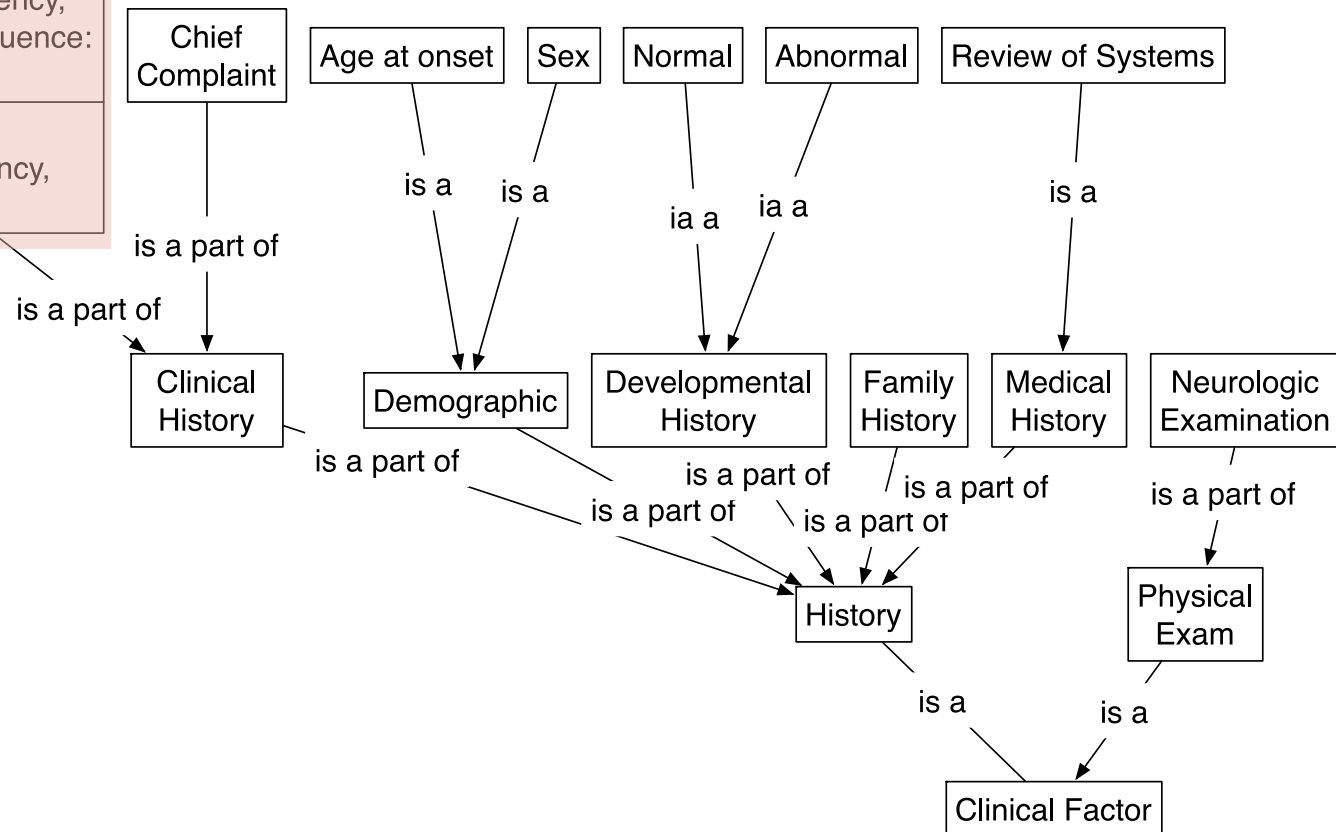 ency,
uence:
ncy,
Chief
Complaint
Age at onset
Sex
Normal
Abnormal
Review of Systems
is a
is a
ia a
ia a
is a
is a part of
is a part of
Clinical
History
Demographic
Developmental
History
Family
History
Medical
History
Neurologic
Examination
is a part of
is a part of
is a part of
is a part of
is a part of
is a part of
History
Physical
Exam
is a
is a
Clinical Factor